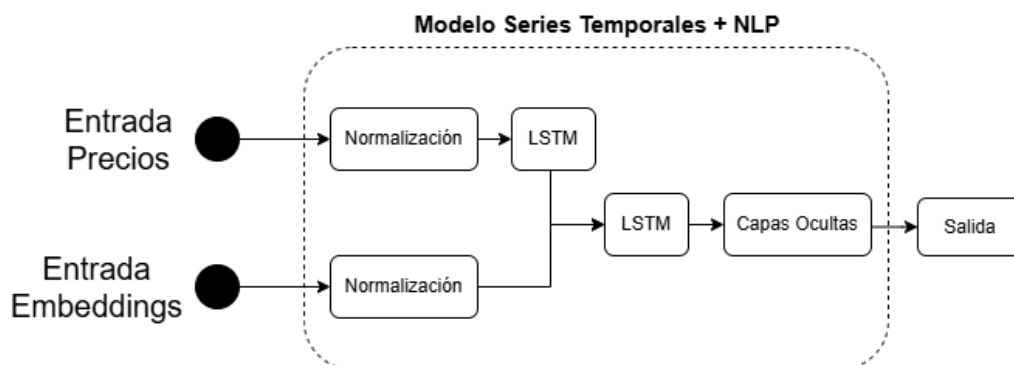 Modelo Series Temporales + NLP
Entrada
Precios
Normalización
LSTM
LSTM
Capas Ocultas
Salida
Entrada
Embeddings
Normalización